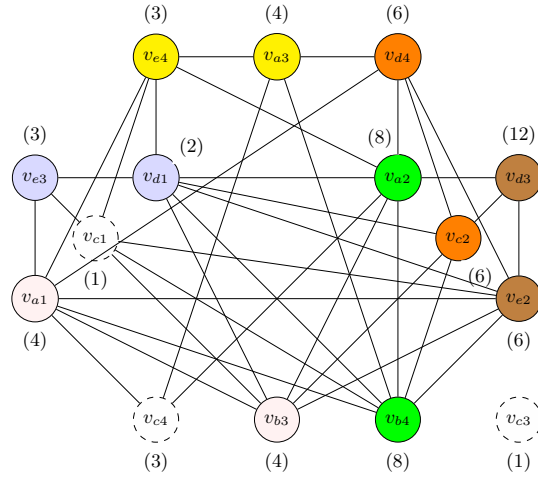 (3) (4) (6)
v_{e4} v_{a3} v_{d4}
(3) (2) (8) (12)
v_{e3} v_{d1} v_{a2} v_{d3}
v_{c1} v_{c2}
(1) (6)
v_{a1} v_{e2}
(4) (6)
v_{c4} v_{b3} v_{b4} v_{c3}
(3) (4) (8) (1)